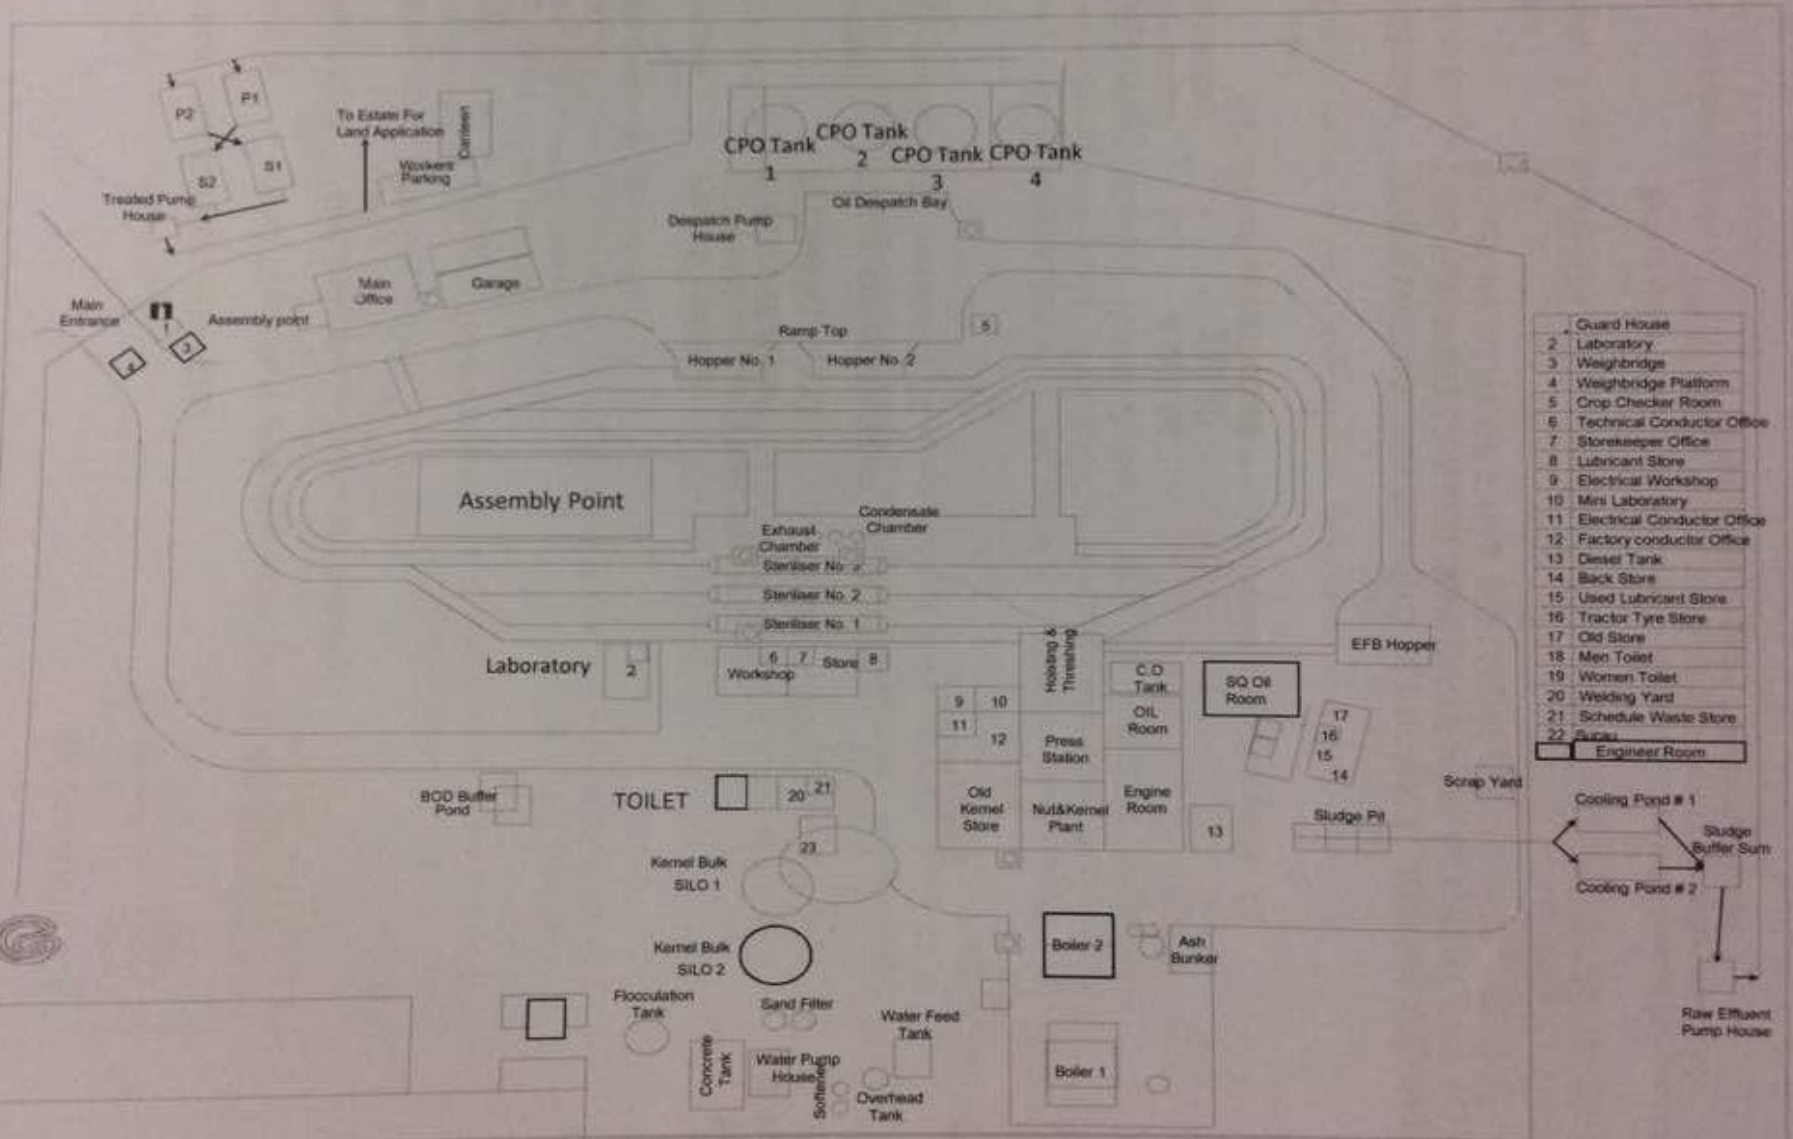 P2
P1
S2
S1
To Estate For
Land Application
Canteen
Workers
Parking
Treated Pump
House
CPO Tank
1
CPO Tank
2
CPO Tank
3
CPO Tank
4
Oil Despatch Bay
Despatch Pump
House
Main
Office
Garage
Main
Entrance
1
Assembly point
3
4
Ramp Top
5
Hopper No. 1
Hopper No. 2
Assembly Point
Exhaust
Chamber
Condensate
Chamber
Steriliser No
Steriliser No. 2
Steriliser No. 1
Laboratory
2
6
7
Store
8
Workshop
Hoisting &
Threshing
C.O
Tank
SQ Oil
Room
EFB Hopper
9
10
11
12
OIL
Room
Press
Station
17
16
15
14
Old
Kernel
Store
Nut&Kernel
Plant
Engine
Room
13
Sludge Pit
Scrap Yard
BOD Buffer
Pond
TOILET
20
21
23
Kernel Bulk
SILO 1
Kernel Bulk
SILO 2
Boiler 2
Ash
Bunker
Flocculation
Tank
Sand Filter
Water Feed
Tank
Concrete
Tank
Water Pump
House
Softener
Overhead
Tank
Boiler 1
Guard House
2 Laboratory
3 Weighbridge
4 Weighbridge Platform
5 Crop Checker Room
6 Technical Conductor Office
7 Storekeeper Office
8 Lubricant Store
9 Electrical Workshop
10 Mini Laboratory
11 Electrical Conductor Office
12 Factory conductor Office
13 Diesel Tank
14 Back Store
15 Used Lubricant Store
16 Tractor Tyre Store
17 Old Store
18 Men Toilet
19 Women Toilet
20 Welding Yard
21 Schedule Waste Store
22 Surau
Engineer Room
Cooling Pond # 1
Sludge
Buffer Sum
Cooling Pond # 2
Raw Effluent
Pump House